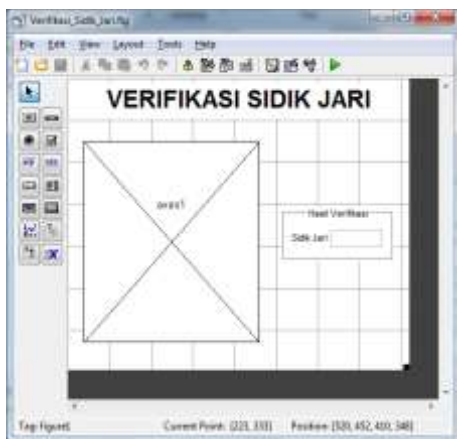 Verifikasi_Sidik_Jari.fig
File Edit View Layout Tools Help
VERIFIKASI SIDIK JARI
axes1
Hasil Verifikasi
Sidik Jari
Tag: figure1
Current Point: [223, 333]
Position: [520, 452, 410, 348]